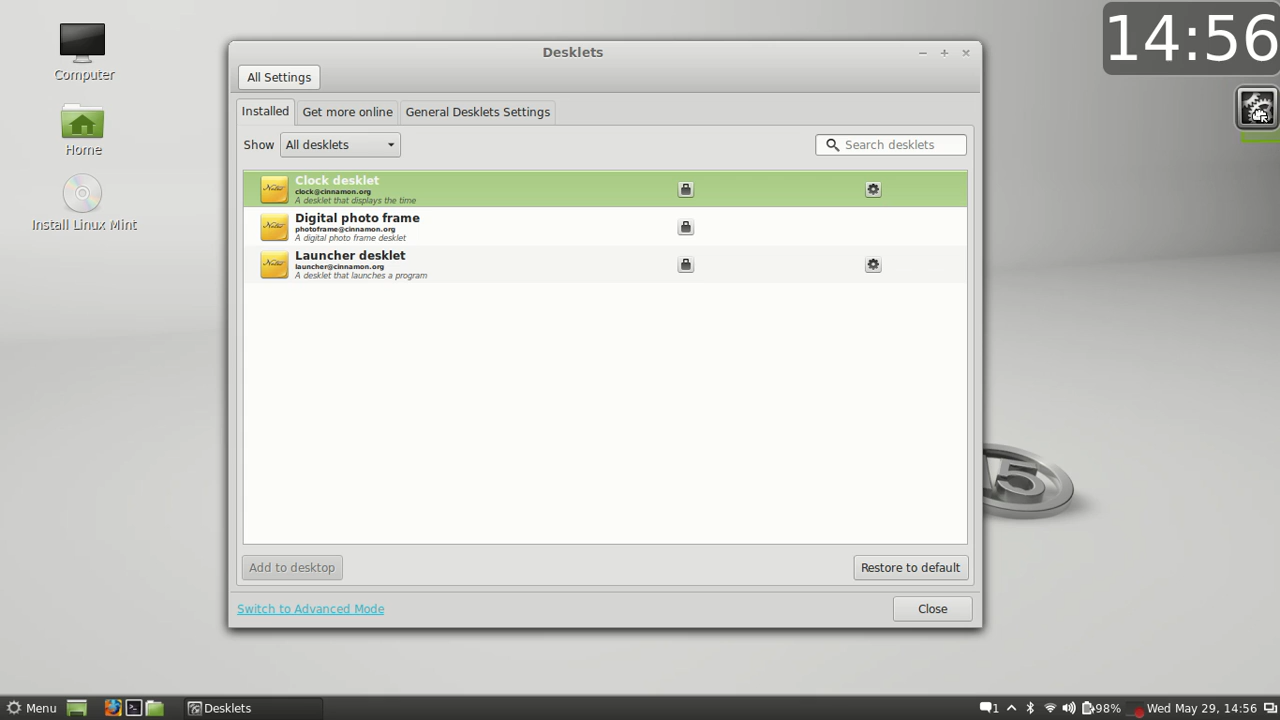 14:56
Computer
Home
Install Linux Mint
Desklets
All Settings
Installed
Get more online
General Desklets Settings
Show
All desklets
Search desklets
Clock desklet
clock@cinnamon.org
A desklet that displays the time
Digital photo frame
photoframe@cinnamon.org
A digital photo frame desklet
Launcher desklet
launcher@cinnamon.org
A desklet that launches a program
15
Add to desktop
Restore to default
Switch to Advanced Mode
Close
Menu
Desklets
1
98%
Wed May 29, 14:56